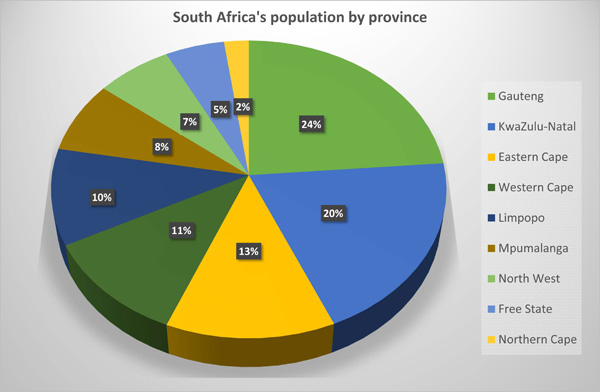 South Africa's population by province
2%
5%
24%
7%
8%
10%
20%
11%
13%
Gauteng
KwaZulu-Natal
Eastern Cape
Western Cape
Limpopo
Mpumalanga
North West
Free State
Northern Cape